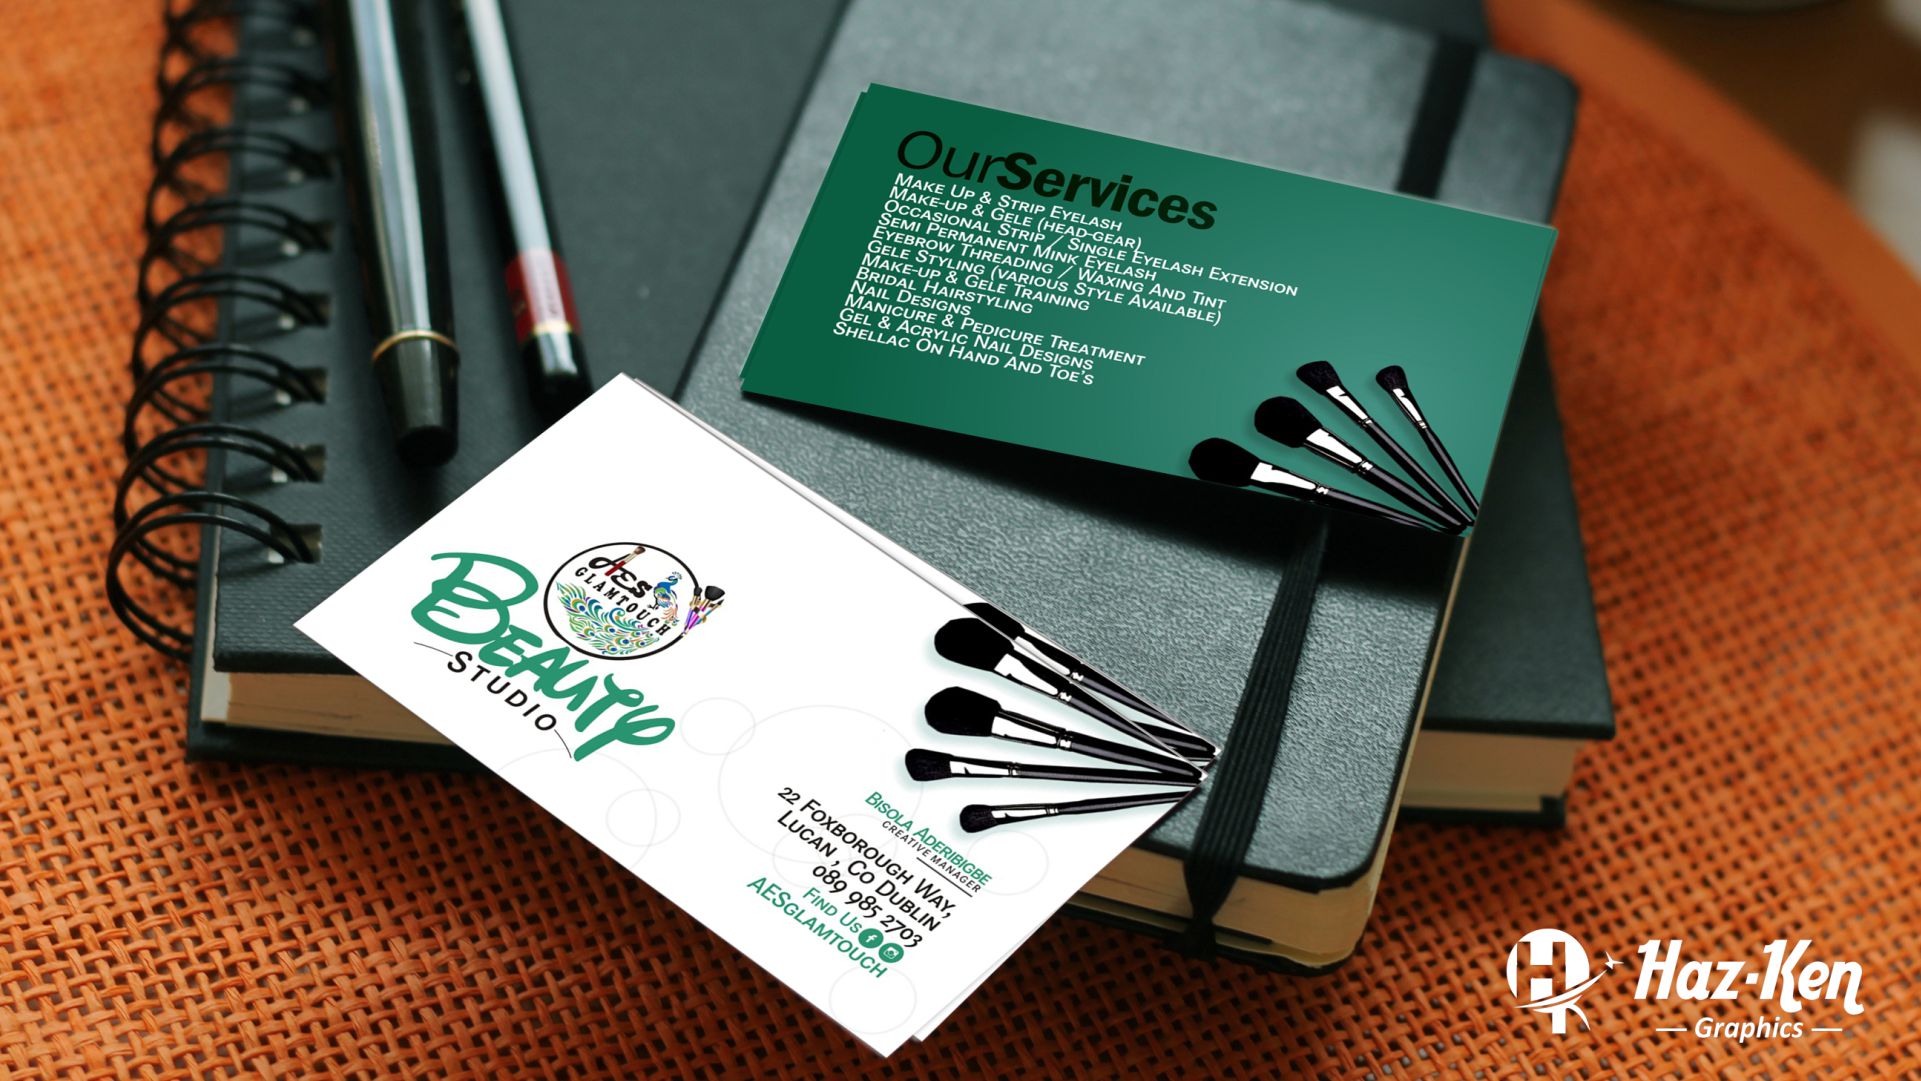 OurServices
Make Up & Strip Eyelash
Make-up & Gele (head-gear)
Occasional Strip / Single Eyelash Extension
Semi Permanent Mink Eyelash
Eyebrow Threading / Waxing And Tint
Gele Styling (various Style Available)
Make-up & Gele Training
Bridal Hairstyling
Nail Designs
Manicure & Pedicure Treatment
Gel & Acrylic Nail Designs
Shellac On Hand And Toe's
AES
GLAMTOUCH
Beauty
STUDIO
Bisola Aderibigbe
CREATIVE MANAGER
22 Foxborough Way,
Lucan , Co Dublin
089 985 2703
Find Us
AESGLAMTOUCH
Haz-Ken
Graphics